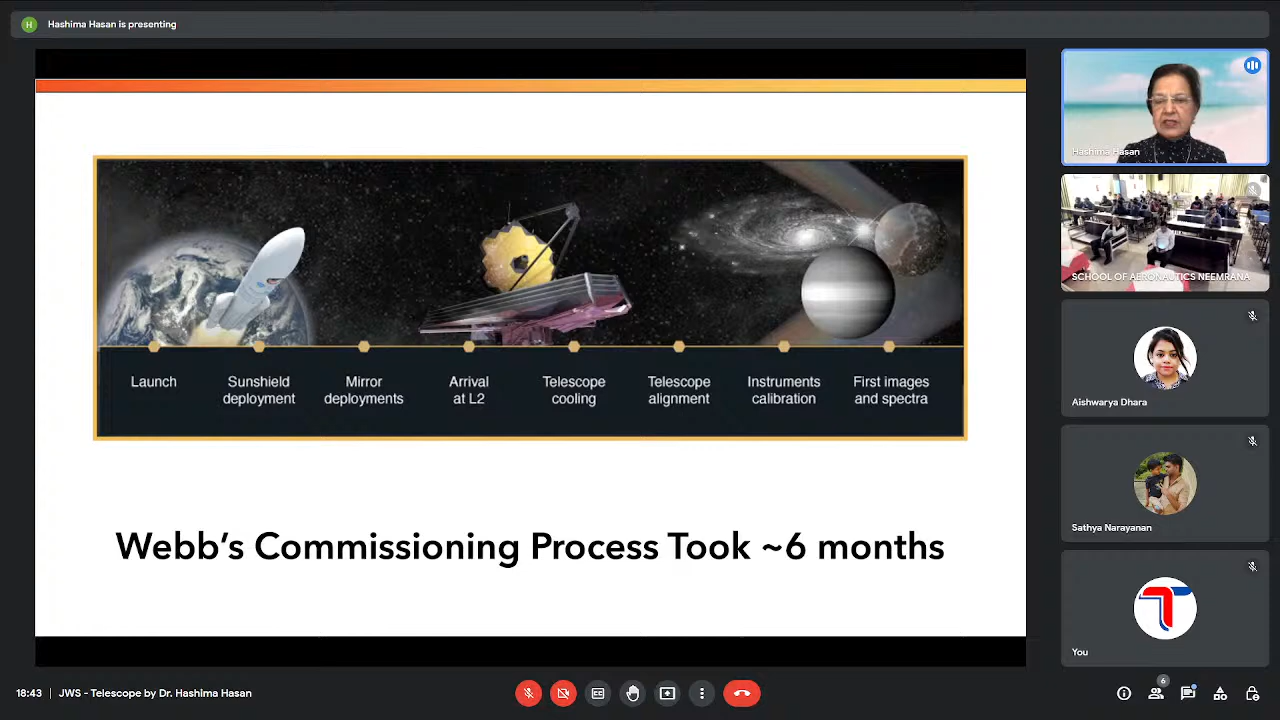 H
Hashima Hasan is presenting
Launch
Sunshield
deployment
Mirror
deployments
Arrival
at L2
Telescope
cooling
Telescope
alignment
Instruments
calibration
First images
and spectra
Webb's Commissioning Process Took ~6 months
Hashima Hasan
SCHOOL OF AERONAUTICS NEEMRANA
Aishwarya Dhara
Sathya Narayanan
T
You
18:43 | JWS - Telescope by Dr. HashIma Hasan
6